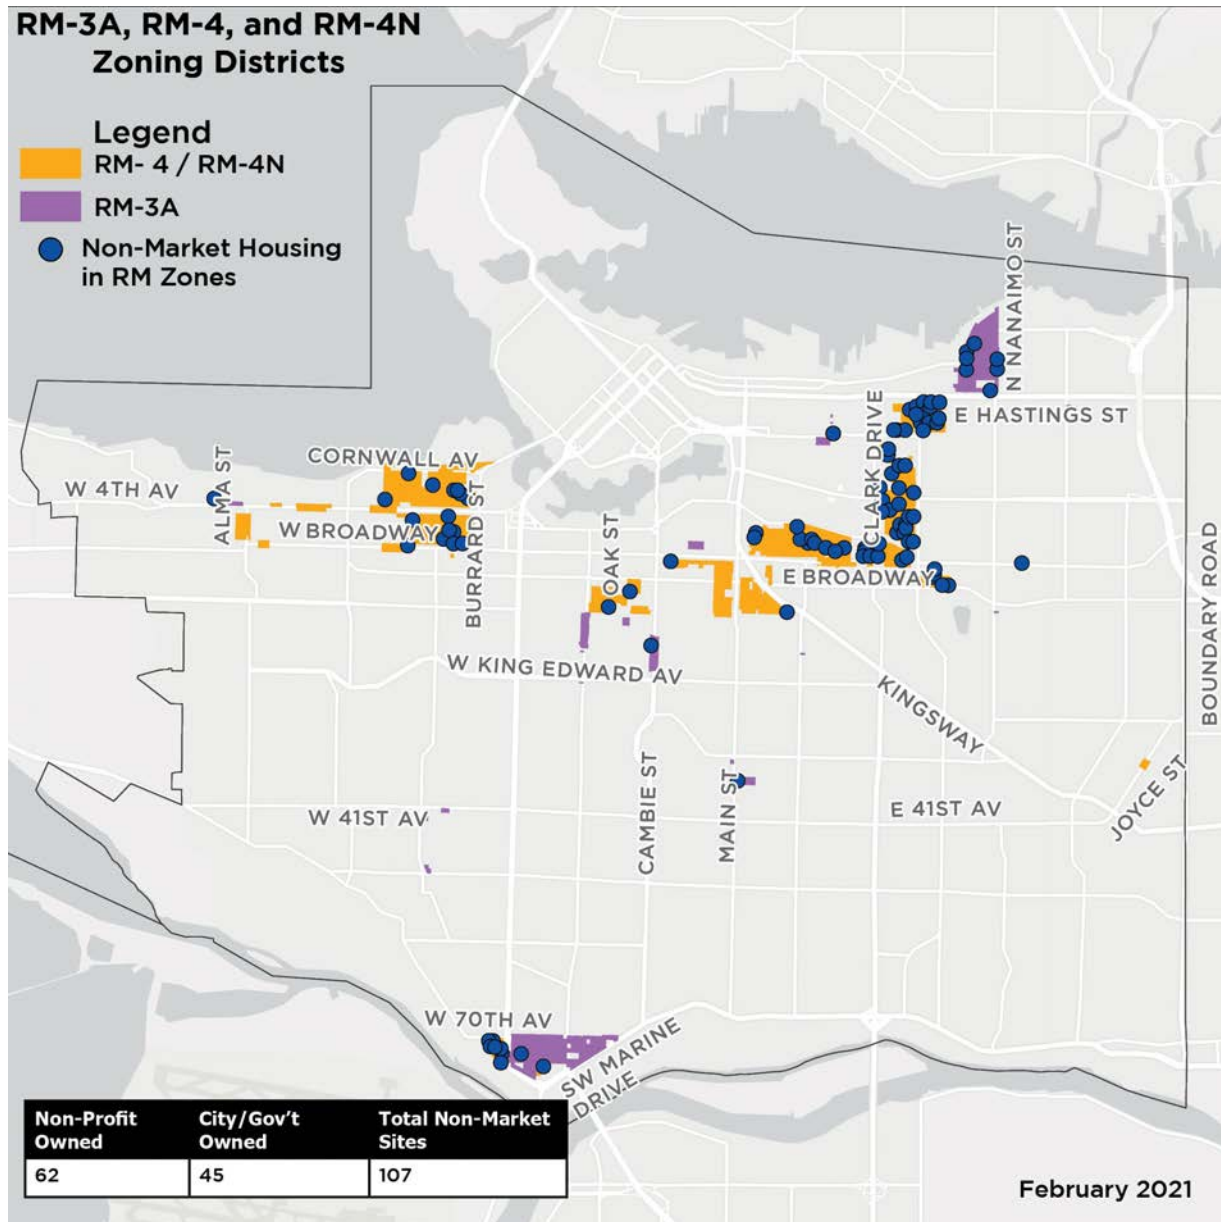 RM-3A, RM-4, and RM-4N
Zoning Districts
Legend
RM- 4 / RM-4N
RM-3A
Non-Market Housing
in RM Zones
N NANAIMO ST
E HASTINGS ST
CLARK DRIVE
CORNWALL AV
W 4TH AV
ALMA ST
W BROADWAY
BURRARD ST
OAK ST
E BROADWAY
BOUNDARY ROAD
W KING EDWARD AV
KINGSWAY
CAMBIE ST
MAIN ST
JOYCE ST
W 41ST AV
E 41ST AV
W 70TH AV
SW MARINE
DRIVE
Non-Profit Owned City/Gov't Owned Total Non-Market Sites
62 45 107
February 2021